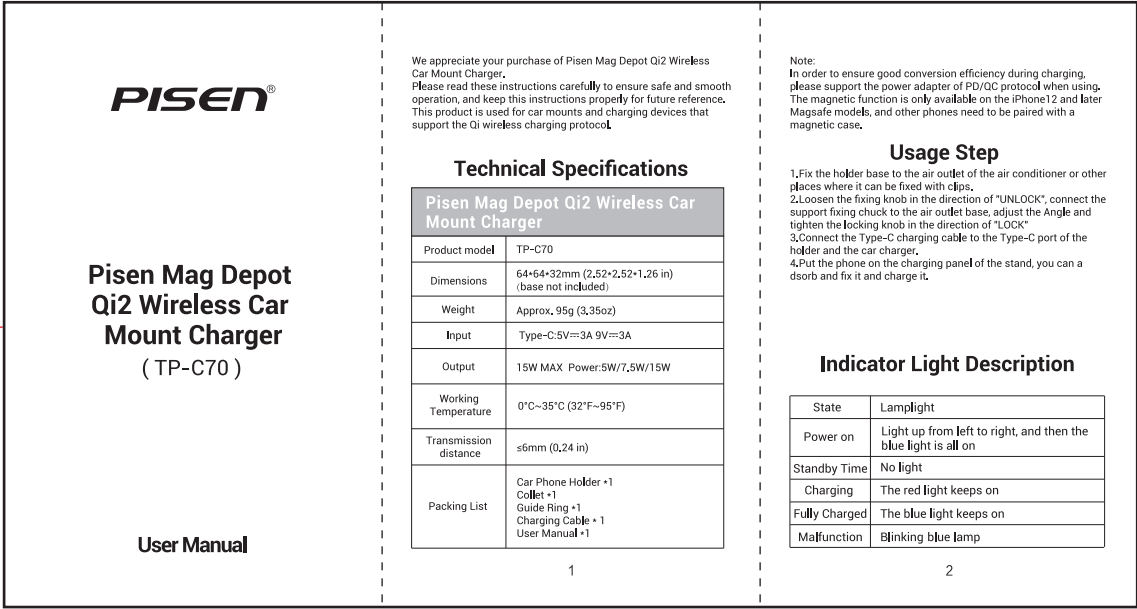 PISEN®
Pisen Mag Depot
Qi2 Wireless Car
Mount Charger
( TP-C70 )
User Manual
We appreciate your purchase of Pisen Mag Depot Qi2 Wireless
Car Mount Charger.
Please read these instructions carefully to ensure safe and smooth
operation, and keep this instructions properly for future reference.
This product is used for car mounts and charging devices that
support the Qi wireless charging protocol.
Technical Specifications
Pisen Mag Depot Qi2 Wireless Car
Mount Charger
Product model TP-C70
Dimensions 64*64*32mm (2.52*2.52*1.26 in)
(base not included)
Weight Approx. 95g (3.35oz)
Input Type-C:5V⎓3A 9V⎓3A
Output 15W MAX Power:5W/7.5W/15W
Working
Temperature 0°C~35°C (32°F~95°F)
Transmission
distance ≤6mm (0.24 in)
Packing List
Car Phone Holder *1
Collet *1
Guide Ring *1
Charging Cable * 1
User Manual *1
1
Note:
In order to ensure good conversion efficiency during charging,
please support the power adapter of PD/QC protocol when using.
The magnetic function is only available on the iPhone12 and later
Magsafe models, and other phones need to be paired with a
magnetic case.
Usage Step
1.Fix the holder base to the air outlet of the air conditioner or other
places where it can be fixed with clips.
2.Loosen the fixing knob in the direction of "UNLOCK", connect the
support fixing chuck to the air outlet base, adjust the Angle and
tighten the locking knob in the direction of "LOCK"
3.Connect the Type-C charging cable to the Type-C port of the
holder and the car charger.
4.Put the phone on the charging panel of the stand, you can a
dsorb and fix it and charge it.
Indicator Light Description
State Lamplight
Power on Light up from left to right, and then the
blue light is all on
Standby Time No light
Charging The red light keeps on
Fully Charged The blue light keeps on
Malfunction Blinking blue lamp
2